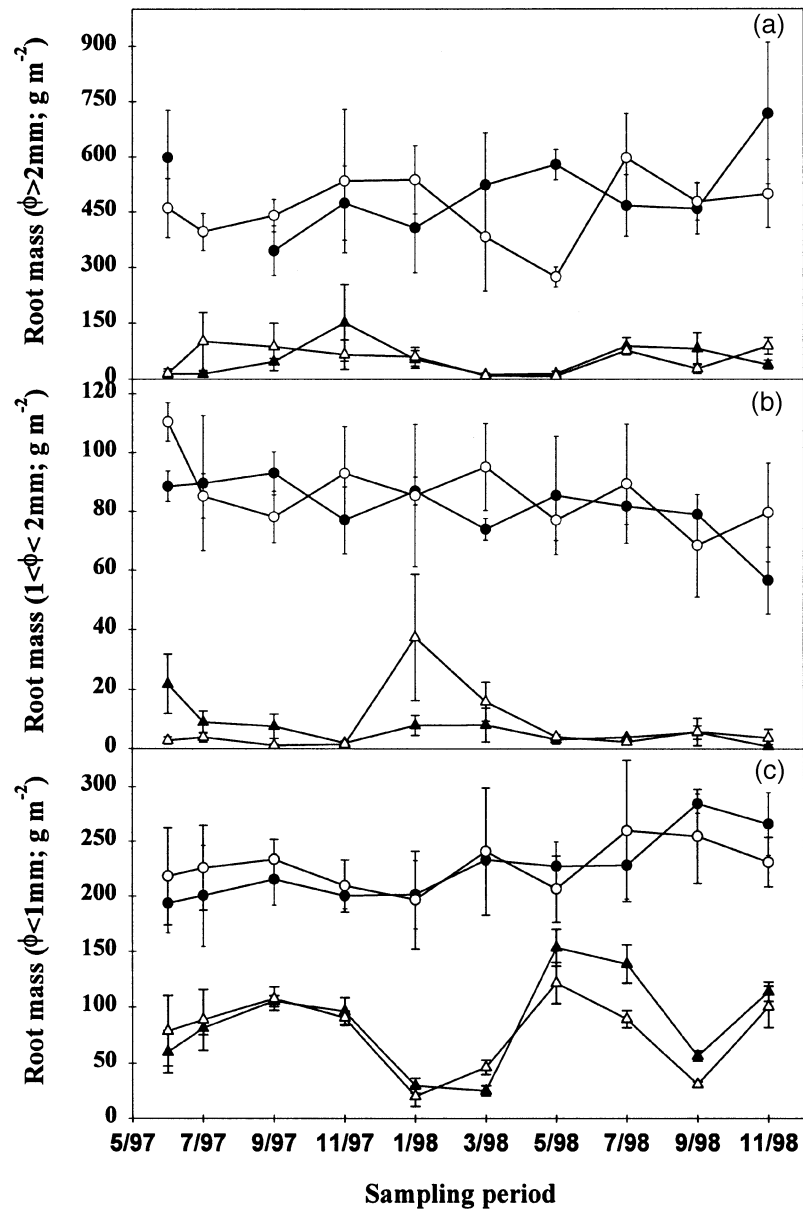 (a)
Root mass (ϕ>2mm; g m-2)
900
750
600
450
300
150
0
(b)
Root mass (1<ϕ< 2mm; g m-2)
120
100
80
60
40
20
0
(c)
Root mass (ϕ<1mm; g m-2)
300
250
200
150
100
50
0
5/97 7/97 9/97 11/97 1/98 3/98 5/98 7/98 9/98 11/98
Sampling period